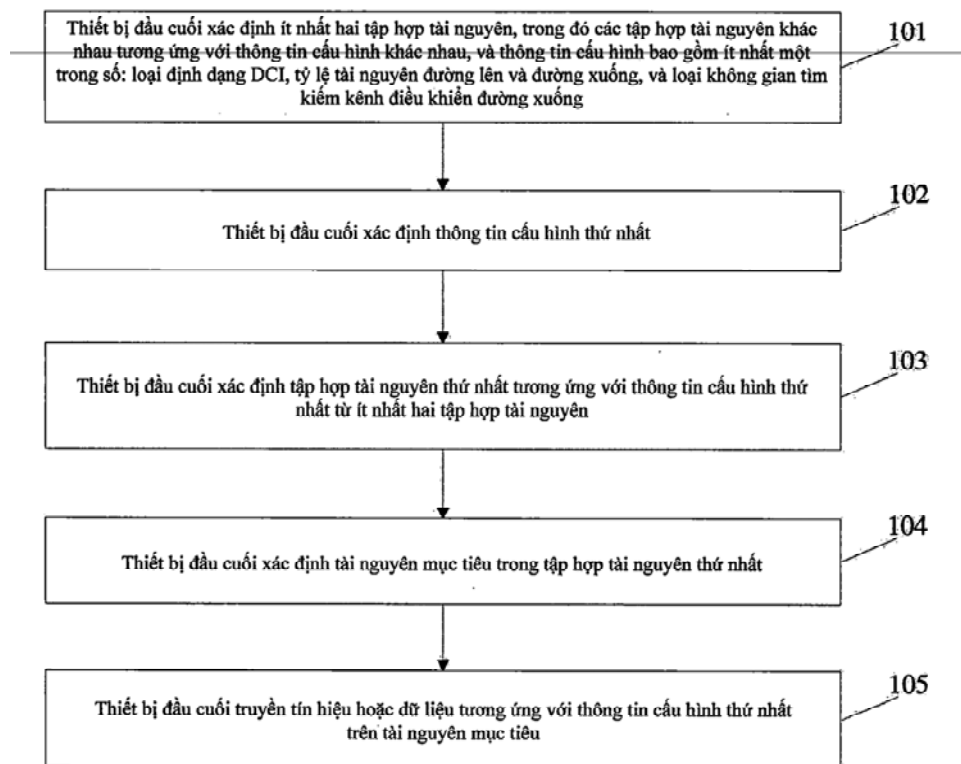 Thiết bị đầu cuối xác định ít nhất hai tập hợp tài nguyên, trong đó các tập hợp tài nguyên khác
nhau tương ứng với thông tin cấu hình khác nhau, và thông tin cấu hình bao gồm ít nhất một
trong số: loại định dạng DCI, tỷ lệ tài nguyên đường lên và đường xuống, và loại không gian tìm
kiếm kênh điều khiển đường xuống
101
Thiết bị đầu cuối xác định thông tin cấu hình thứ nhất
102
Thiết bị đầu cuối xác định tập hợp tài nguyên thứ nhất tương ứng với thông tin cấu hình thứ
nhất từ ít nhất hai tập hợp tài nguyên
103
Thiết bị đầu cuối xác định tài nguyên mục tiêu trong tập hợp tài nguyên thứ nhất
104
Thiết bị đầu cuối truyền tín hiệu hoặc dữ liệu tương ứng với thông tin cấu hình thứ nhất
trên tài nguyên mục tiêu
105